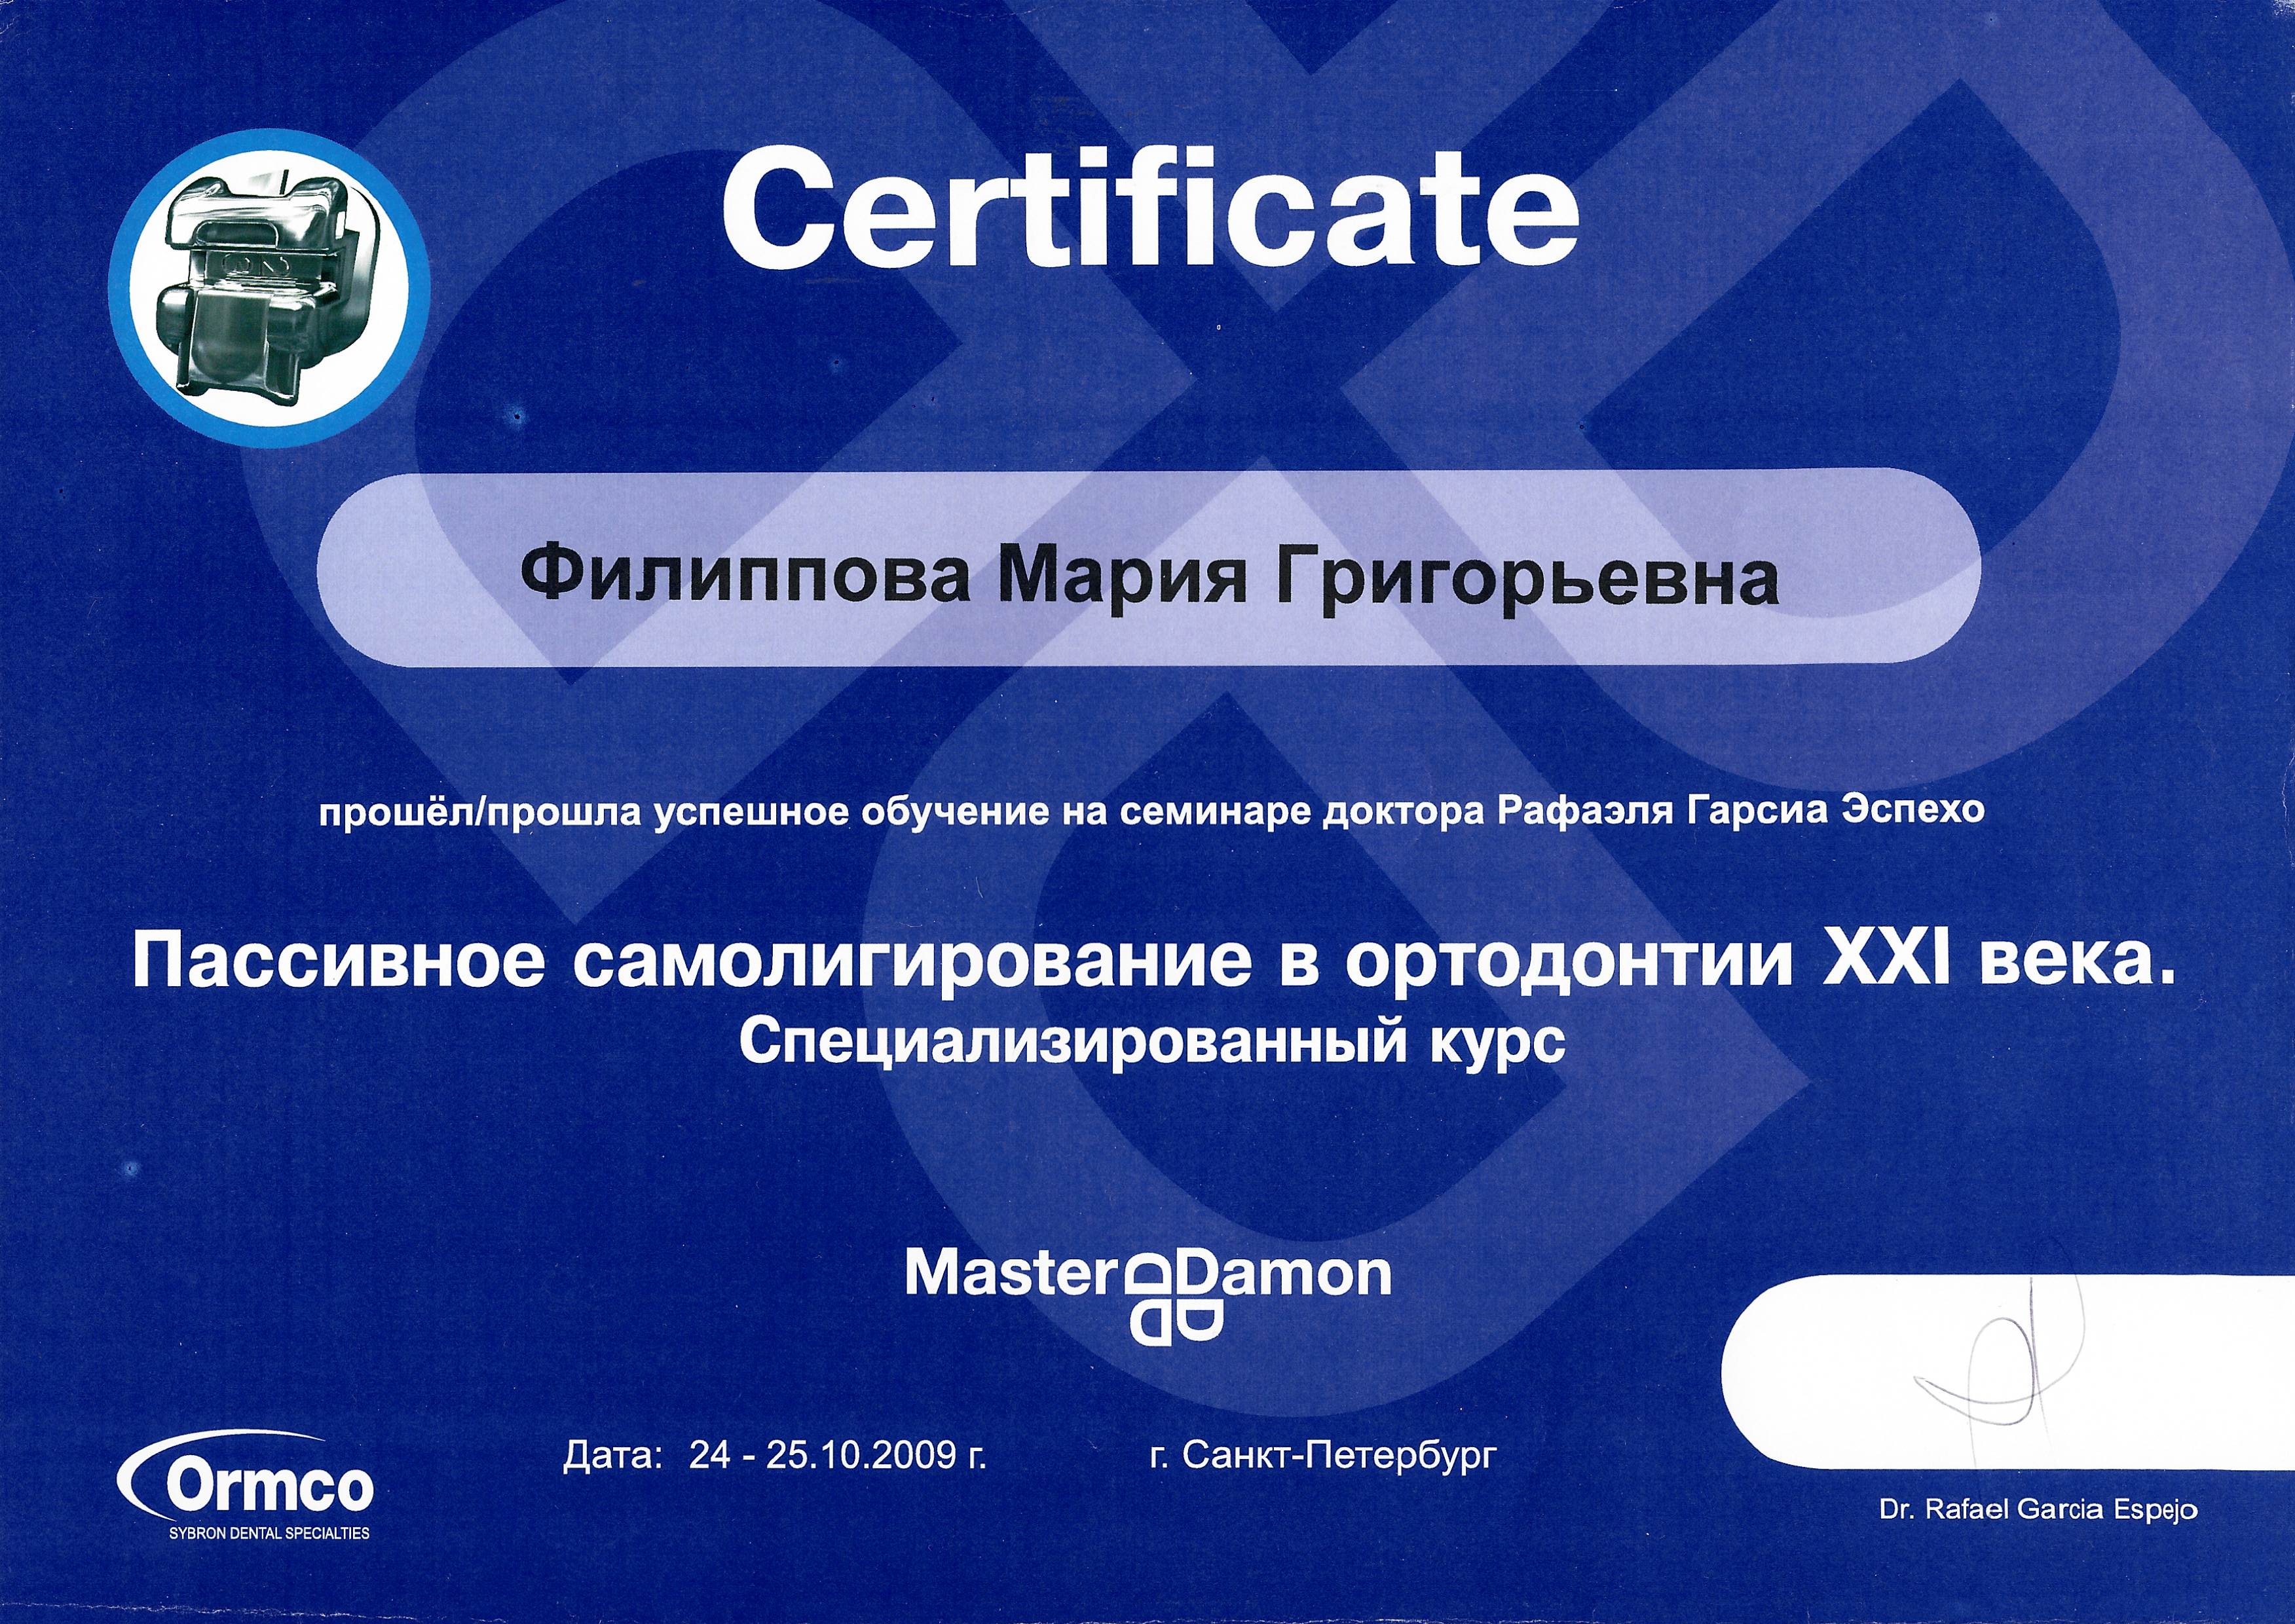 Certificate
Филиппова Мария Григорьевна
прошёл/прошла успешное обучение на семинаре доктора Рафаэля Гарсиа Эспехо
Пассивное самолигирование в ортодонтии XXI века.
Специализированный курс
Master Damon
Дата: 24 - 25.10.2009 г.
г. Санкт-Петербург
Ormco
SYBRON DENTAL SPECIALTIES
Dr. Rafael Garcia Espejo